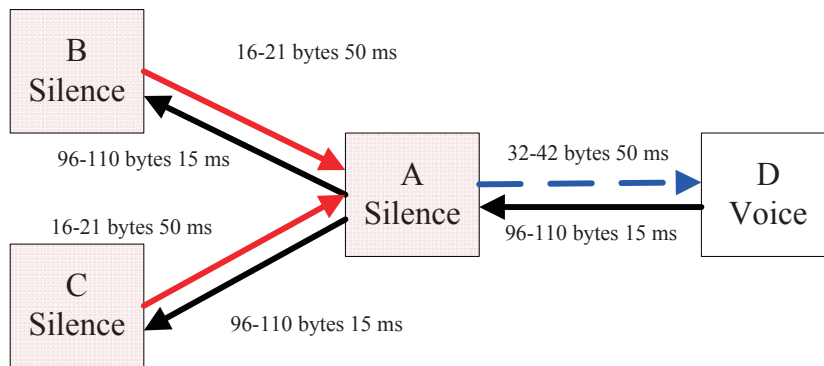 B
Silence
16-21 bytes 50 ms
96-110 bytes 15 ms
A
Silence
32-42 bytes 50 ms
D
Voice
96-110 bytes 15 ms
16-21 bytes 50 ms
C
Silence
96-110 bytes 15 ms